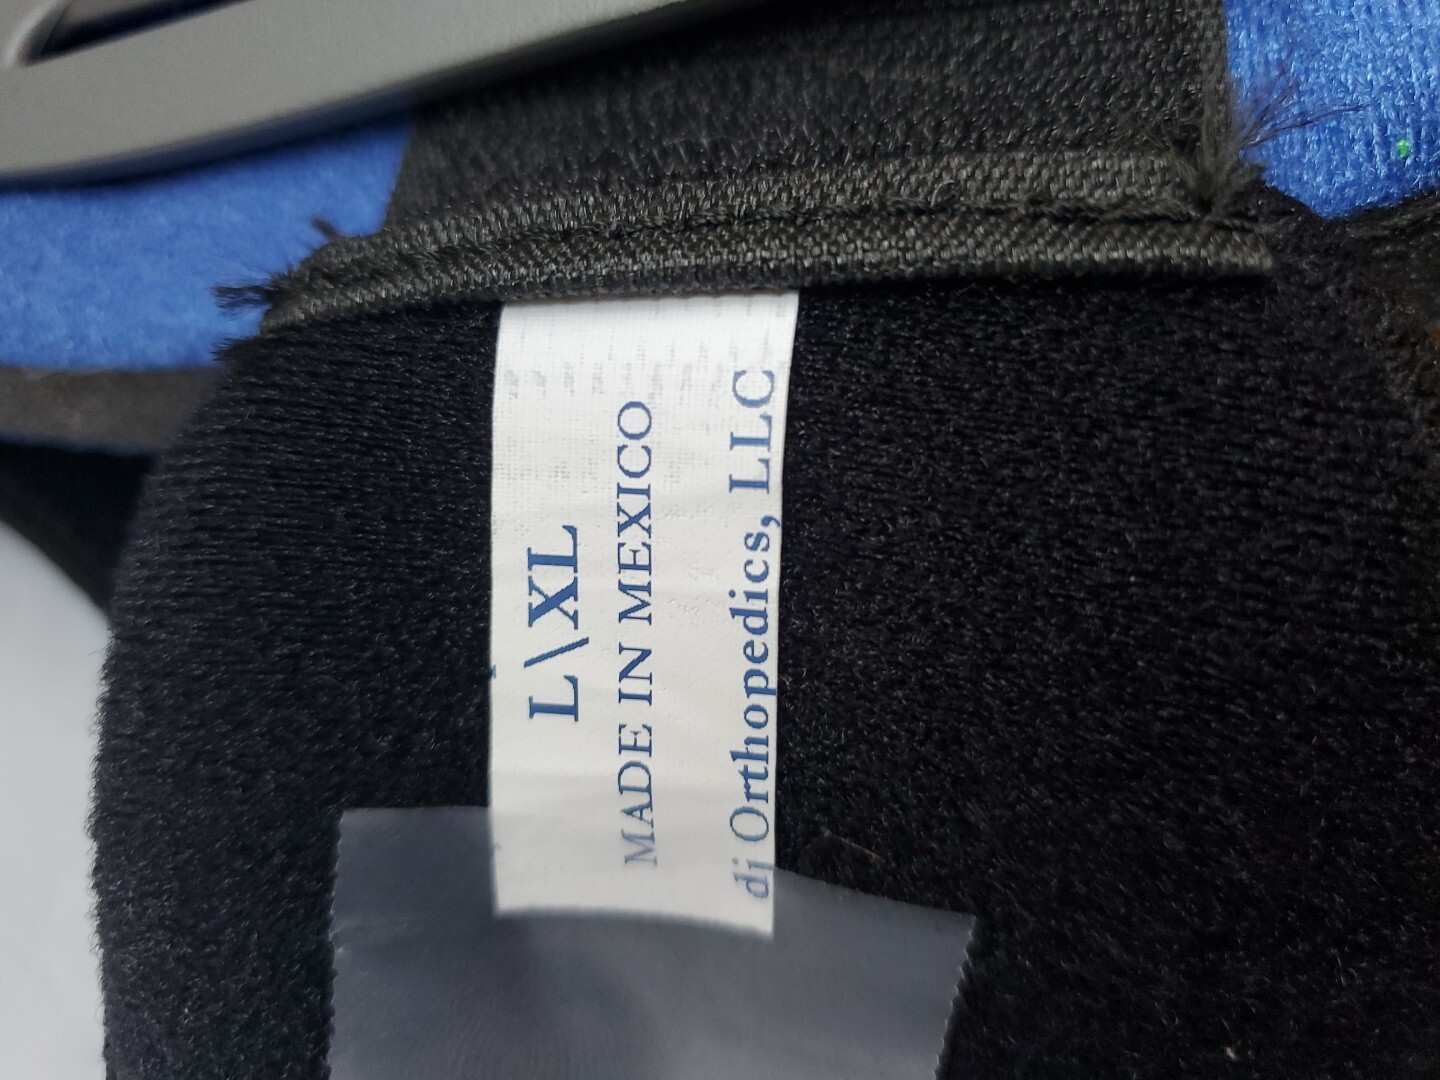 L\XL
MADE IN MEXICO
dj Orthopedics, LLC